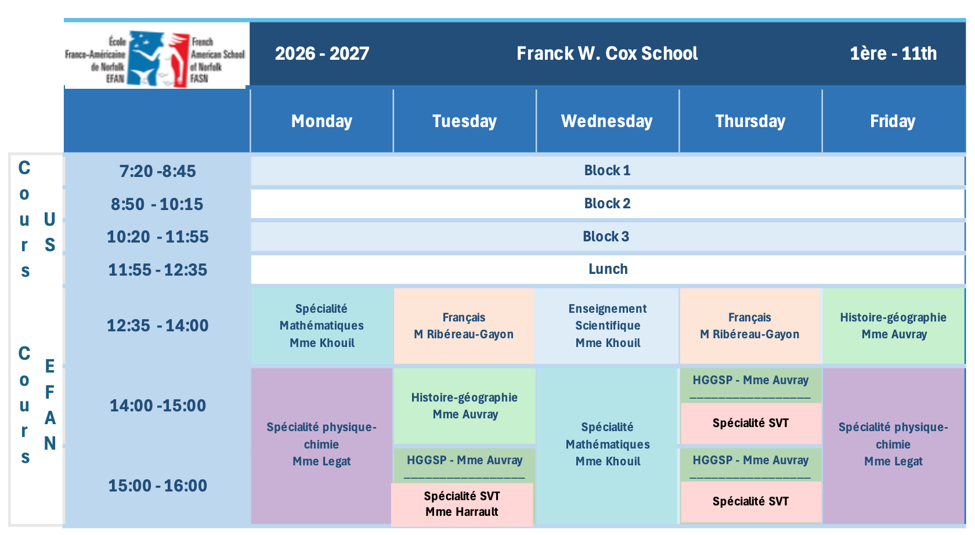 École
Franco-Américaine
de Norfolk
EFAN
French
American School
of Norfolk
FASN
2026 - 2027
Franck W. Cox School
1ère - 11th
Monday
Tuesday
Wednesday
Thursday
Friday
Cours
US
7:20 -8:45
Block 1
8:50 - 10:15
Block 2
10:20 - 11:55
Block 3
11:55 - 12:35
Lunch
Cours
EFAN
12:35 - 14:00
Spécialité
Mathématiques
Mme Khouil
Français
M Ribéreau-Gayon
Enseignement
Scientifique
Mme Khouil
Français
M Ribéreau-Gayon
Histoire-géographie
Mme Auvray
14:00 -15:00
Spécialité physique-
chimie
Mme Legat
Histoire-géographie
Mme Auvray
Spécialité
Mathématiques
Mme Khouil
HGGSP - Mme Auvray
Spécialité SVT
Spécialité physique-
chimie
Mme Legat
15:00 - 16:00
HGGSP - Mme Auvray
Spécialité SVT
Mme Harrault
HGGSP - Mme Auvray
Spécialité SVT